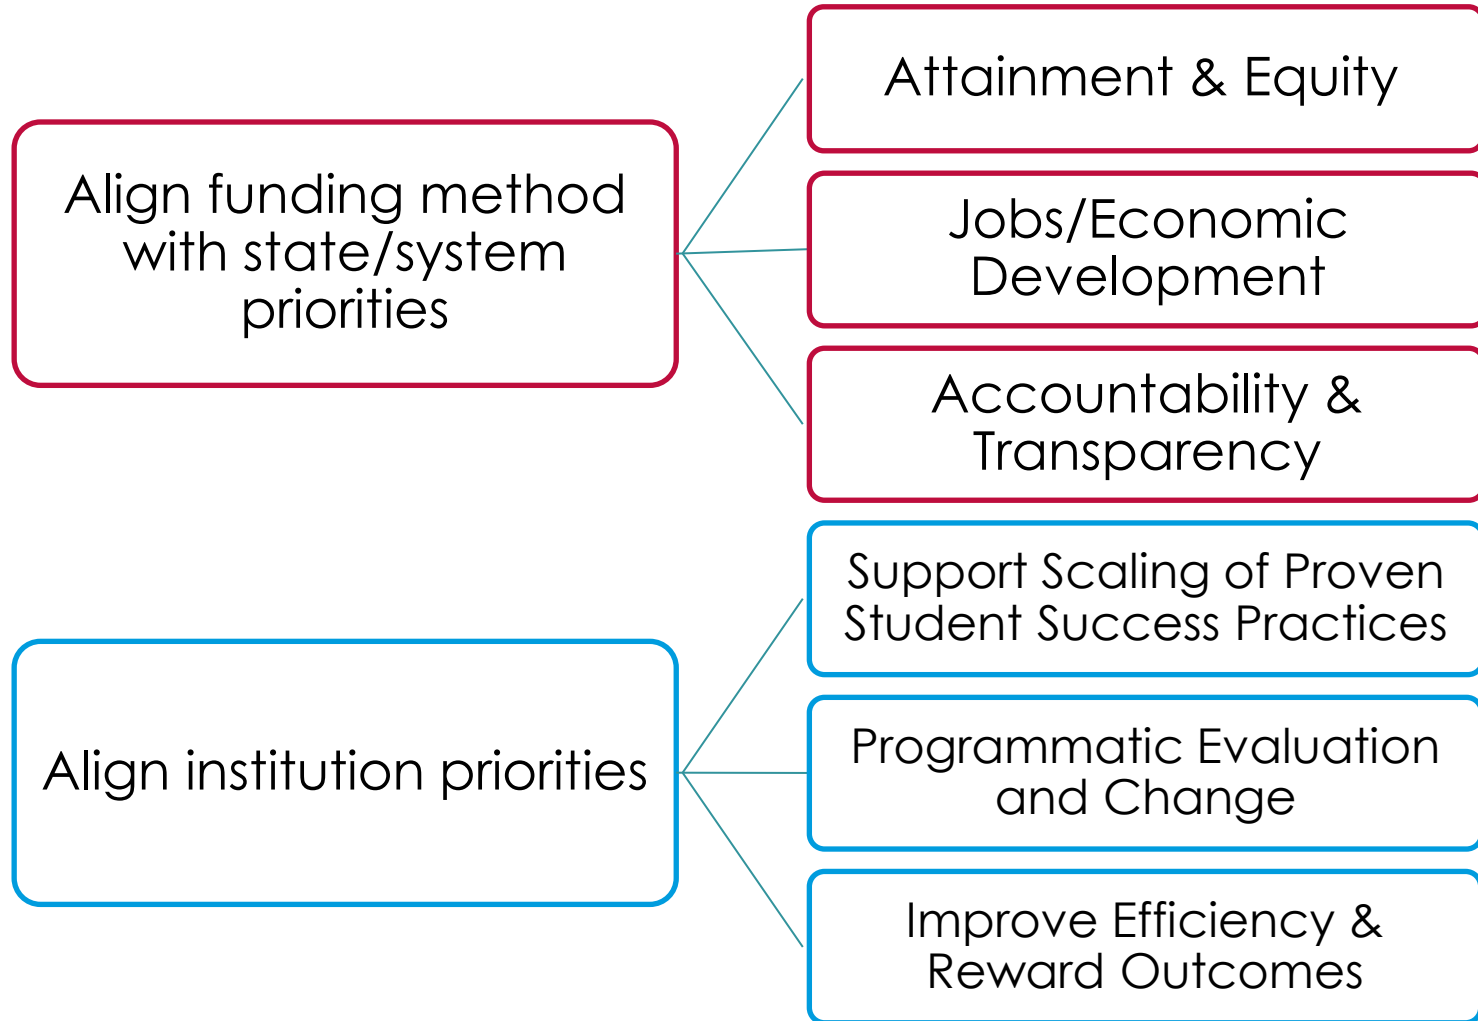 Align funding method
with state/system
priorities
Attainment & Equity
Jobs/Economic
Development
Accountability &
Transparency
Align institution priorities
Support Scaling of Proven
Student Success Practices
Programmatic Evaluation
and Change
Improve Efficiency &
Reward Outcomes